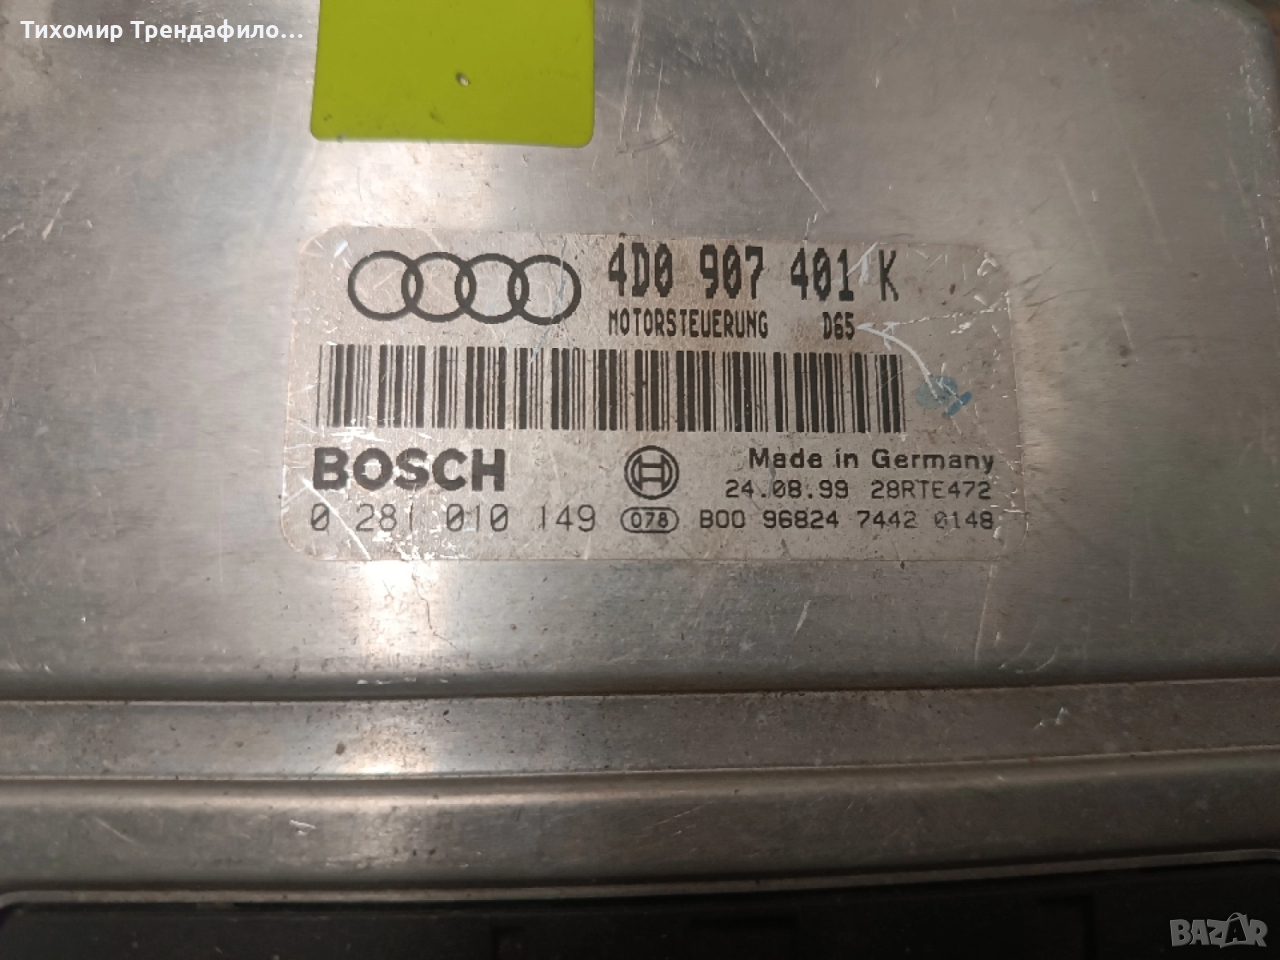 Тихомир Трендафило...
4D0 907 401 K
MOTORSTEUERUNG D65
BOSCH
Made in Germany
24.08.99 28RTE472
0 281 010 149 078 B00 96824 7442 0148
BAZAR